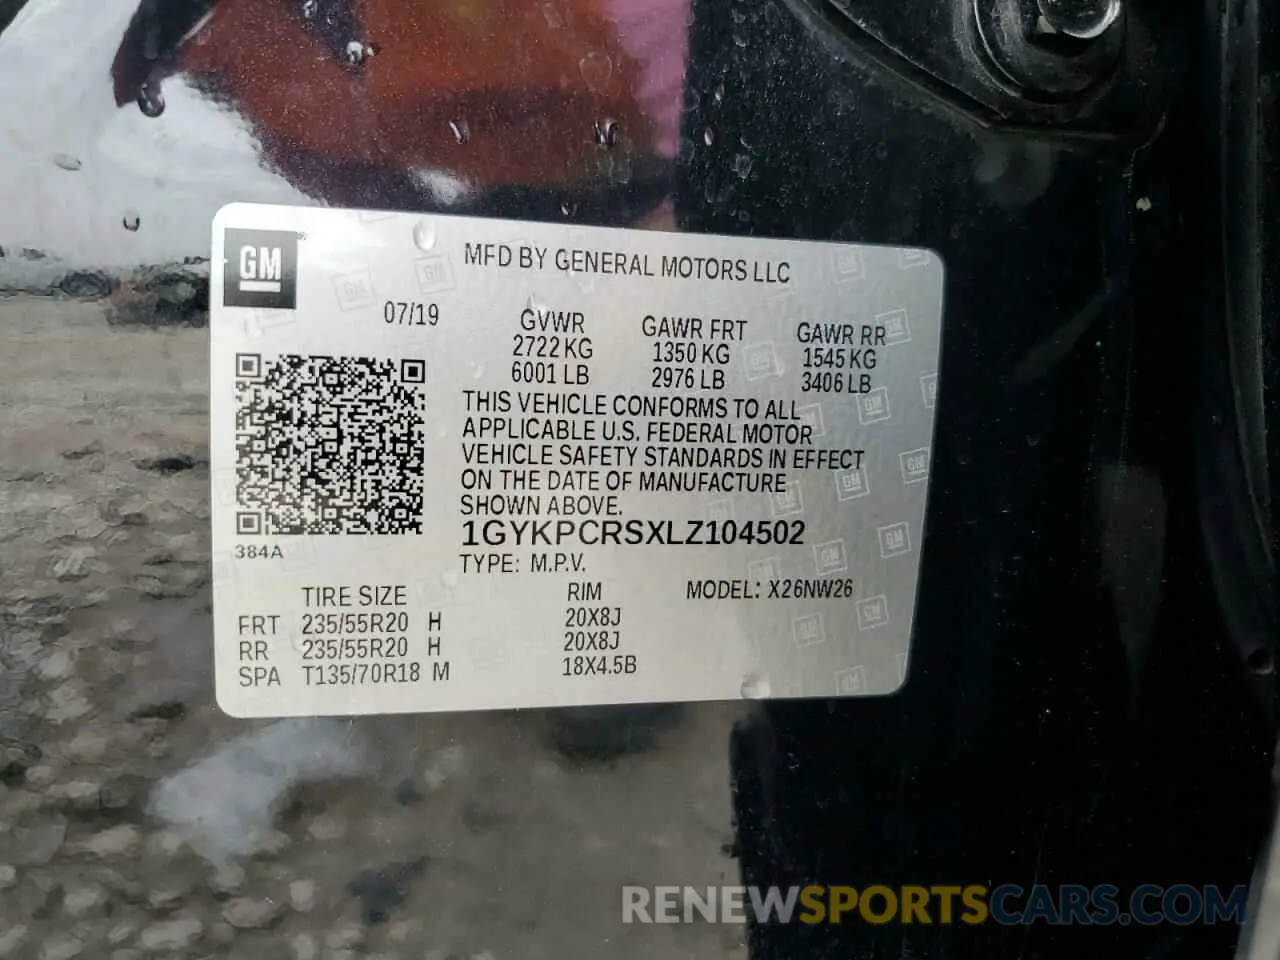 GM
MFD BY GENERAL MOTORS LLC
07/19
GVWR GAWR FRT GAWR RR
2722 KG 1350 KG 1545 KG
6001 LB 2976 LB 3406 LB
THIS VEHICLE CONFORMS TO ALL
APPLICABLE U.S. FEDERAL MOTOR
VEHICLE SAFETY STANDARDS IN EFFECT
ON THE DATE OF MANUFACTURE
SHOWN ABOVE.
1GYKPCRSXLZ104502
384A
TYPE: M.P.V.
TIRE SIZE RIM MODEL: X26NW26
FRT 235/55R20 H 20X8J
RR 235/55R20 H 20X8J
SPA T135/70R18 M 18X4.5B
RENEWSPORTSCARS.COM